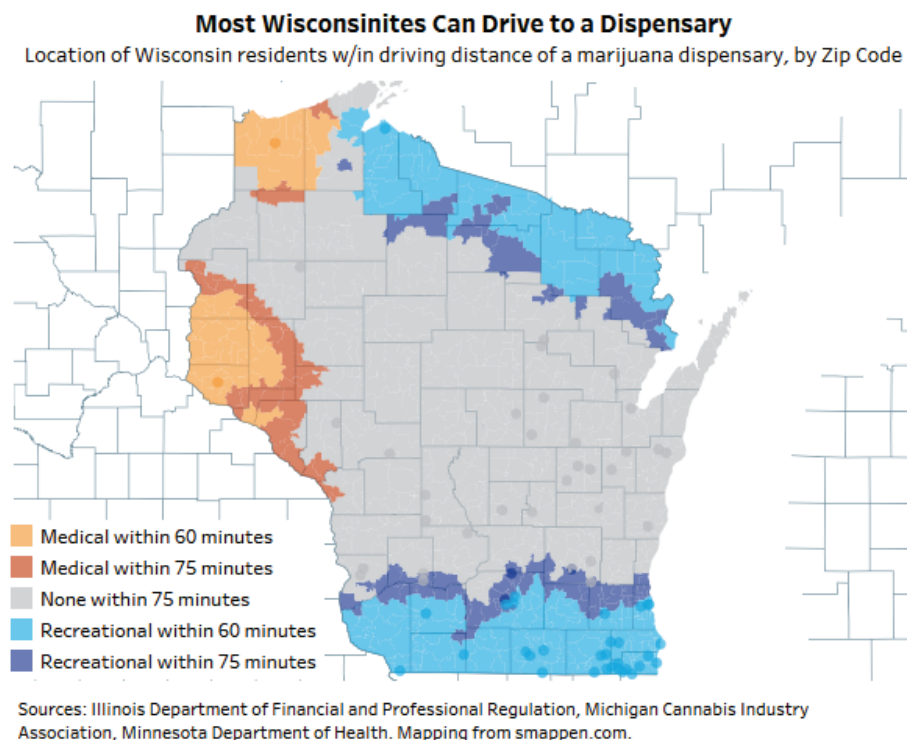 Most Wisconsinites Can Drive to a Dispensary
Location of Wisconsin residents w/in driving distance of a marijuana dispensary, by Zip Code
Medical within 60 minutes
Medical within 75 minutes
None within 75 minutes
Recreational within 60 minutes
Recreational within 75 minutes
Sources: Illinois Department of Financial and Professional Regulation, Michigan Cannabis Industry
Association, Minnesota Department of Health. Mapping from smappen.com.